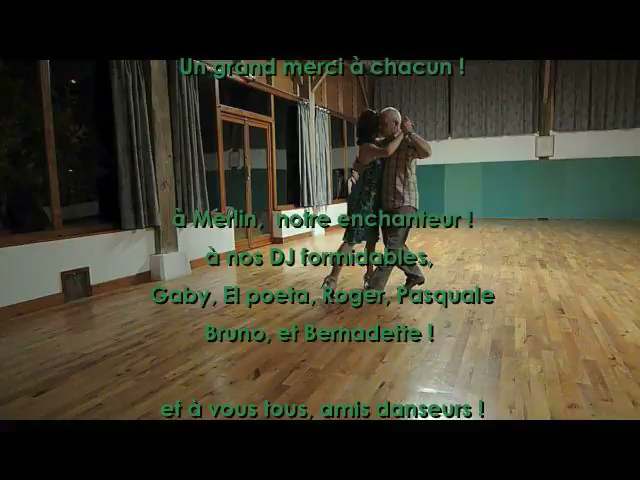 Un grand merci à chacun !
à Merlin, notre enchanteur !
à nos DJ formidables,
Gaby, El poeta, Roger, Pasquale
Bruno, et Bernadette !
et à vous tous, amis danseurs !